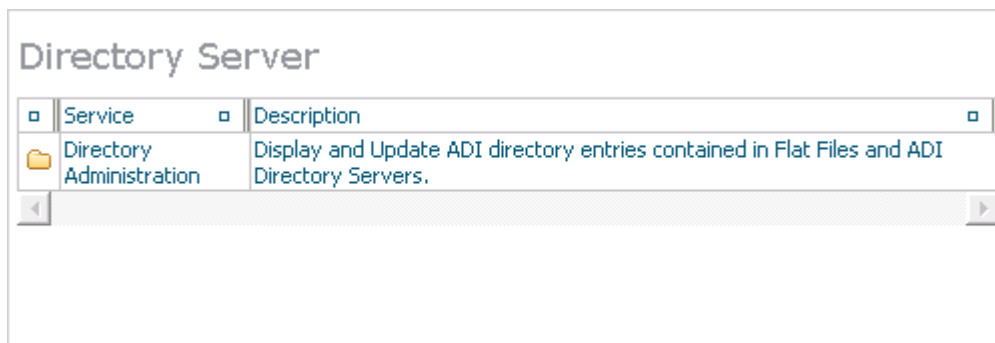 Directory Server
Service
Description
Directory
Administration
Display and Update ADI directory entries contained in Flat Files and ADI
Directory Servers.